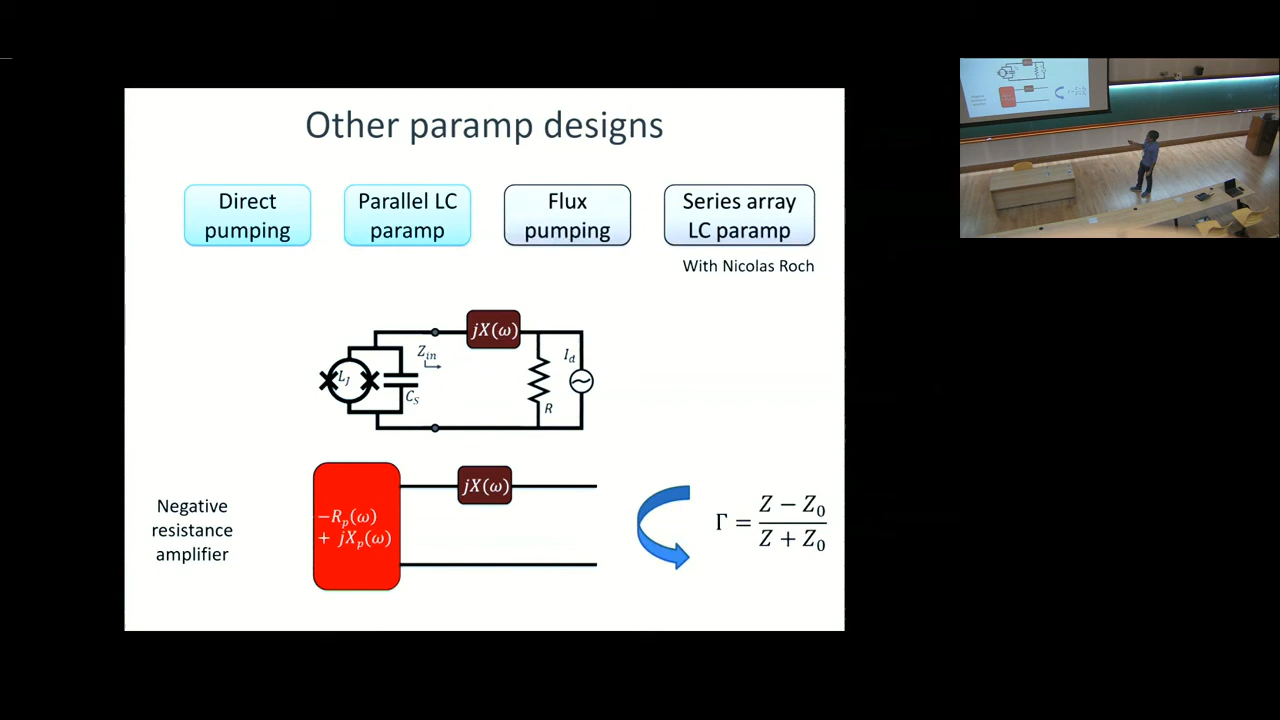 Other paramp designs
Direct
pumping
Parallel LC
paramp
Flux
pumping
Series array
LC paramp
With Nicolas Roch
jX(ω)
Z_in
I_d
L_J
C_S
R
jX(ω)
Negative
resistance
amplifier
−R_p(ω)
+ jX_p(ω)
Γ = (Z − Z_0)/(Z + Z_0)